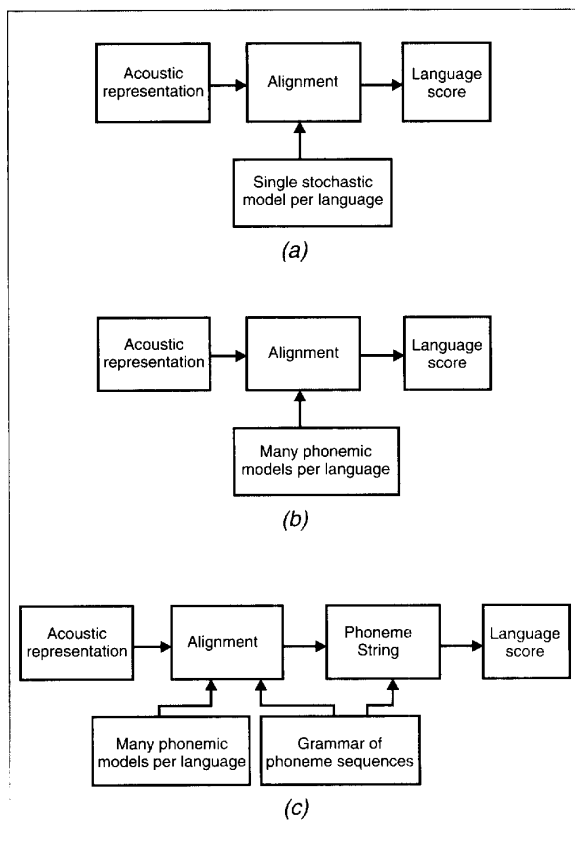 Acoustic
representation
Alignment
Language
score
Single stochastic
model per language
(a)
Acoustic
representation
Alignment
Language
score
Many phonemic
models per language
(b)
Acoustic
representation
Alignment
Phoneme
String
Language
score
Many phonemic
models per language
Grammar of
phoneme sequences
(c)